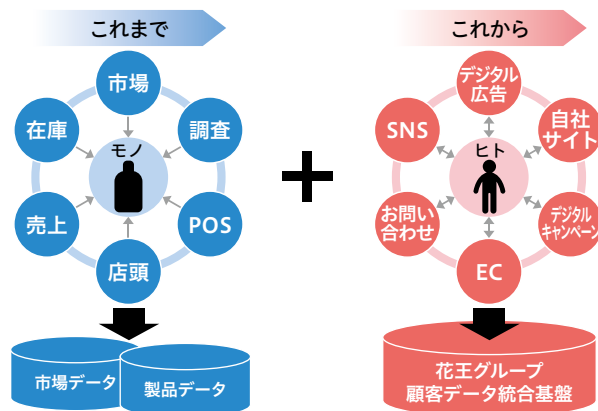 これまで
市場
調査
POS
店頭
売上
在庫
モノ
市場データ
製品データ
これから
デジタル
広告
自社
サイト
デジタル
キャンペーン
EC
お問い
合わせ
SNS
ヒト
花王グループ
顧客データ統合基盤